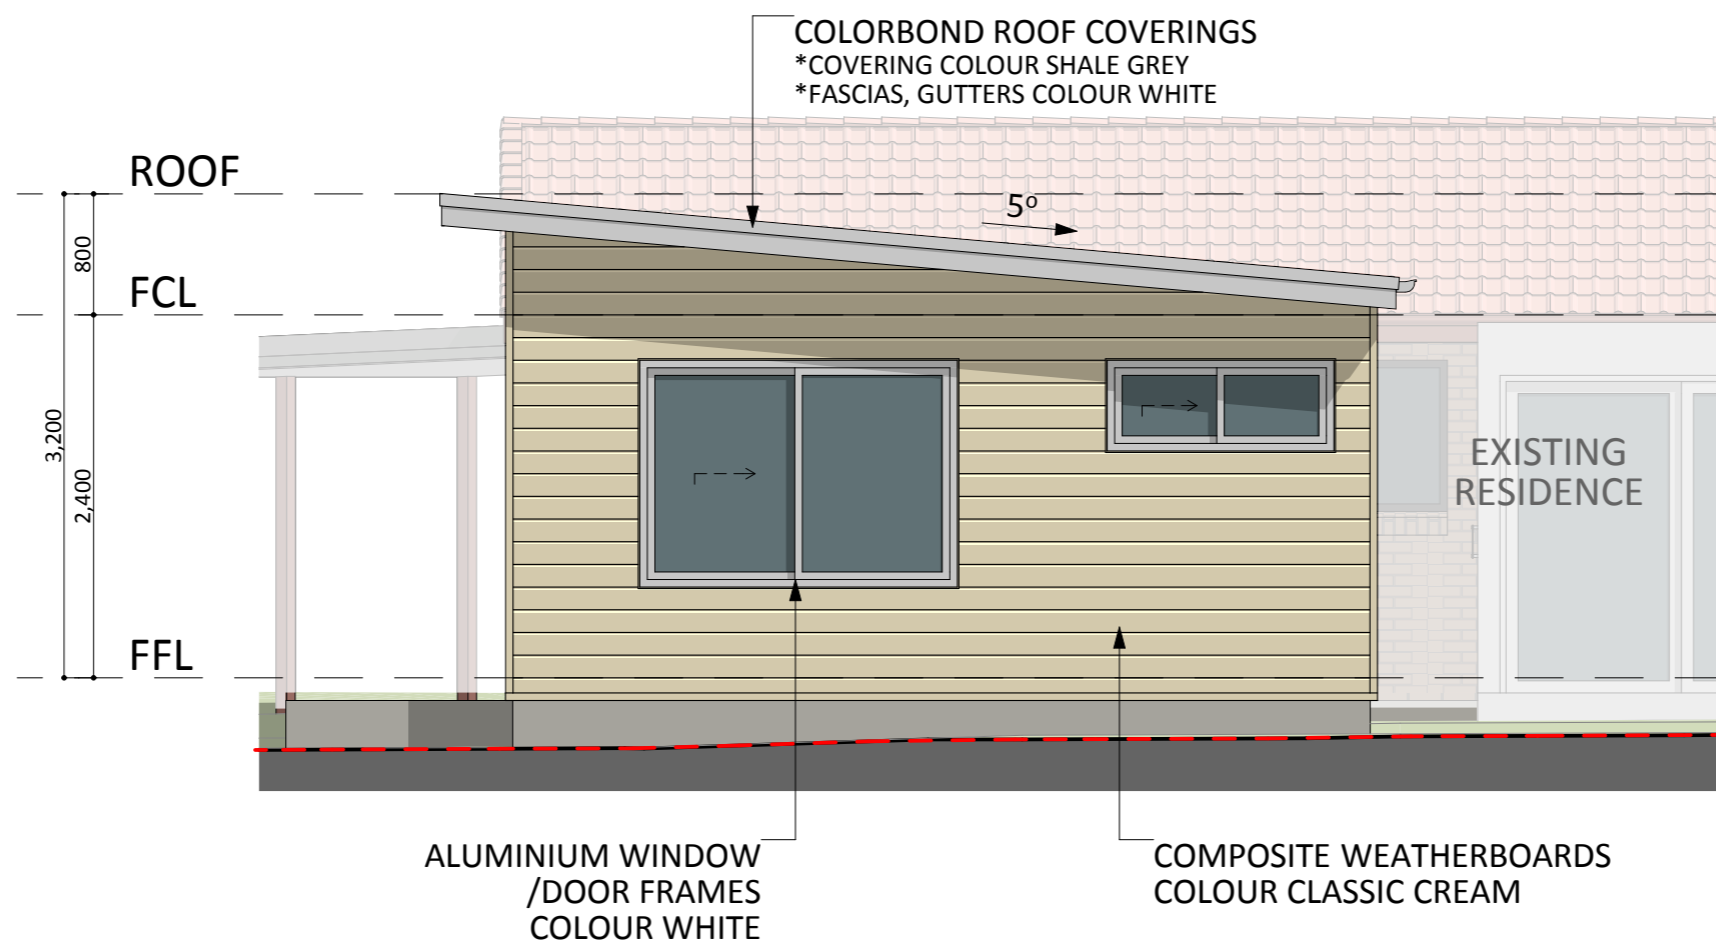 COLORBOND ROOF COVERINGS
*COVERING COLOUR SHALE GREY
*FASCIAS, GUTTERS COLOUR WHITE
ROOF
5º
800
FCL
3,200
2,400
EXISTING
RESIDENCE
FFL
ALUMINIUM WINDOW
/DOOR FRAMES
COLOUR WHITE
COMPOSITE WEATHERBOARDS
COLOUR CLASSIC CREAM